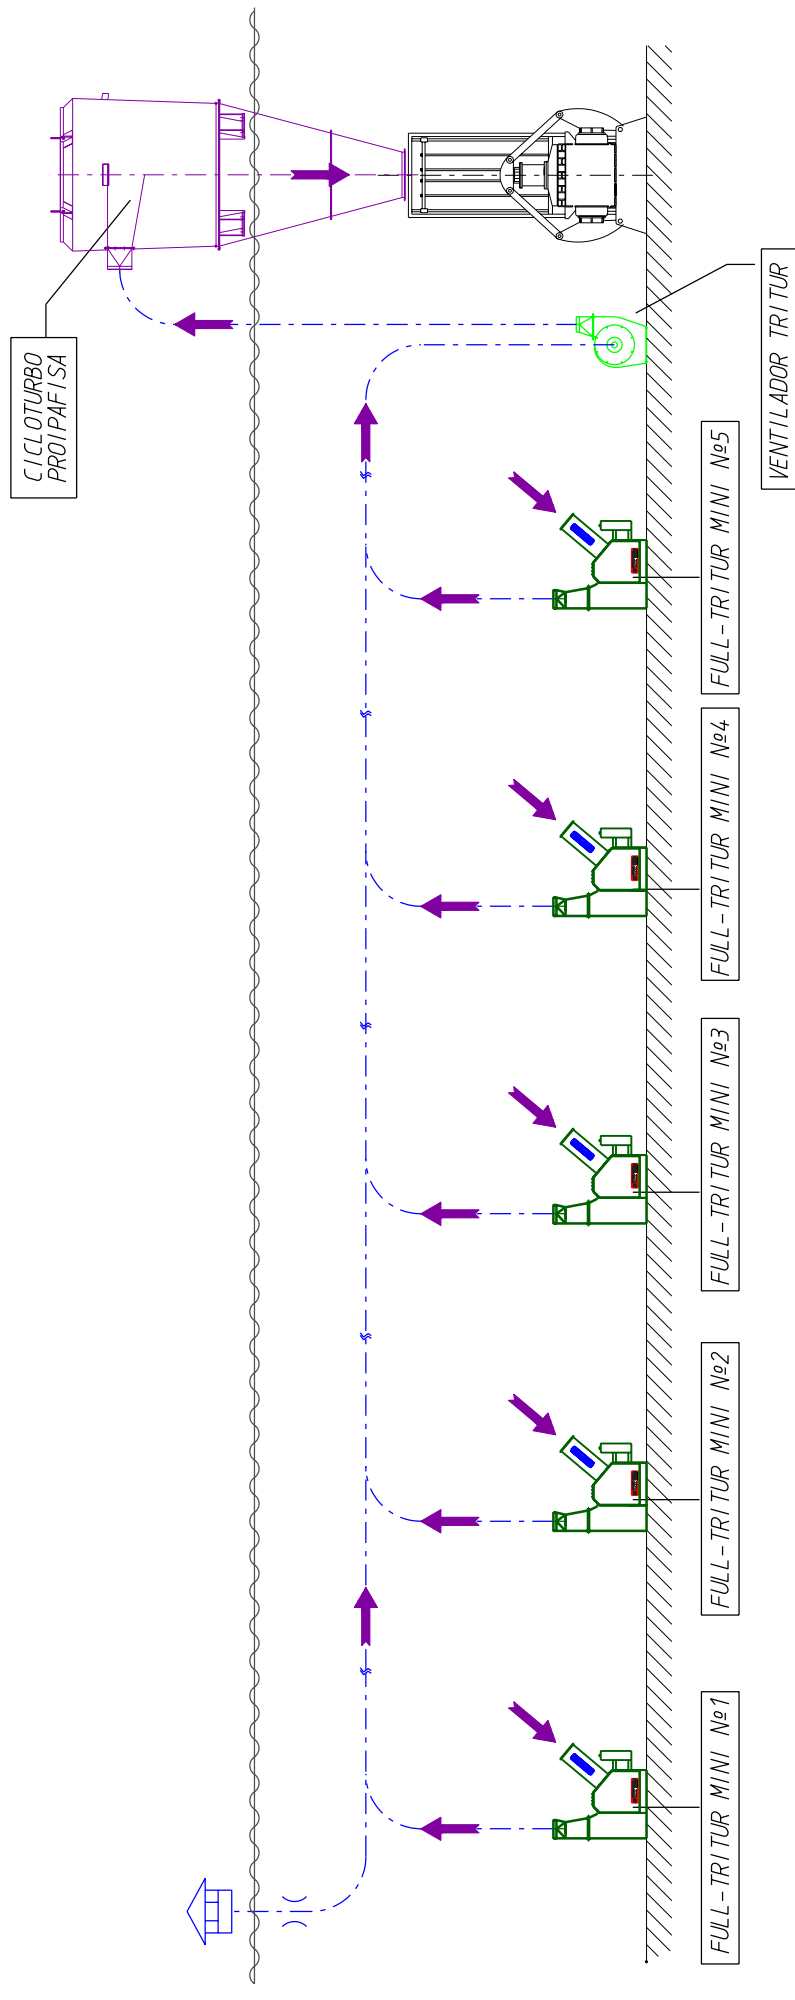 CICLOTURBO
PROIPAFISA
VENTILADOR TRITUR
FULL-TRITUR MINI Nº5
FULL-TRITUR MINI Nº4
FULL-TRITUR MINI Nº3
FULL-TRITUR MINI Nº2
FULL-TRITUR MINI Nº1